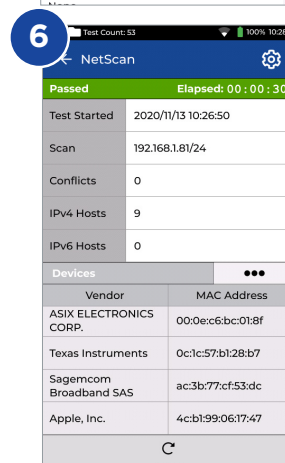 6
Test Count: 53
100% 10:28
NetScan
Passed
Elapsed: 00:00:30
Test Started
2020/11/13 10:26:50
Scan
192.168.1.81/24
Conflicts
0
IPv4 Hosts
9
IPv6 Hosts
0
Devices
Vendor
MAC Address
ASIX ELECTRONICS
CORP.
00:0e:c6:bc:01:8f
Texas Instruments
0c:1c:57:b1:28:b7
Sagemcom
Broadband SAS
ac:3b:77:cf:53:dc
Apple, Inc.
4c:b1:99:06:17:47